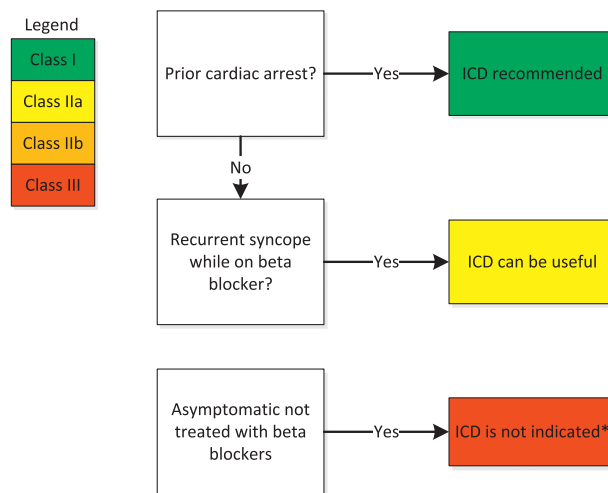 Legend
Class I
Class IIa
Class IIb
Class III
Prior cardiac arrest?
Yes
ICD recommended
No
Recurrent syncope
while on beta
blocker?
Yes
ICD can be useful
Asymptomatic not
treated with beta
blockers
Yes
ICD is not indicated*